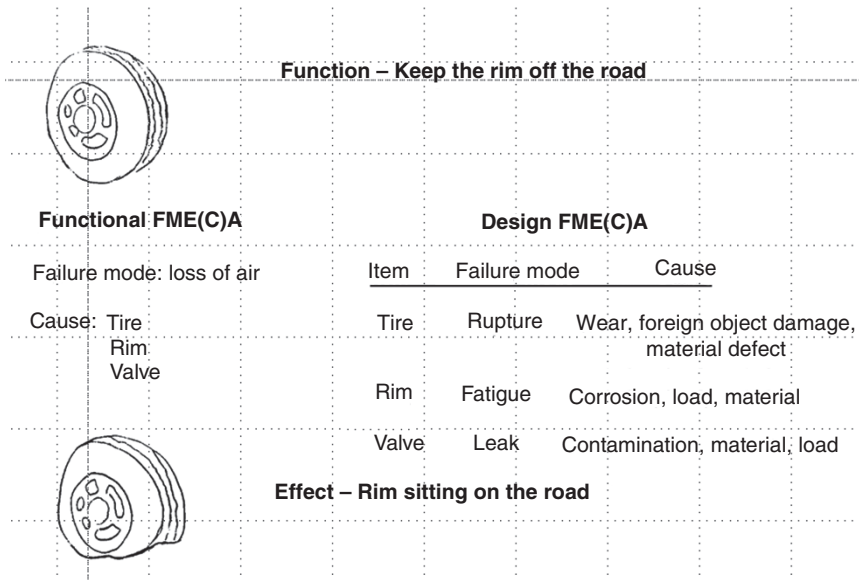 Function – Keep the rim off the road
Functional FME(C)A
Design FME(C)A
Failure mode: loss of air
Cause: Tire
Rim
Valve
Item Failure mode Cause
Tire Rupture Wear, foreign object damage,
material defect
Rim Fatigue Corrosion, load, material
Valve Leak Contamination, material, load
Effect – Rim sitting on the road